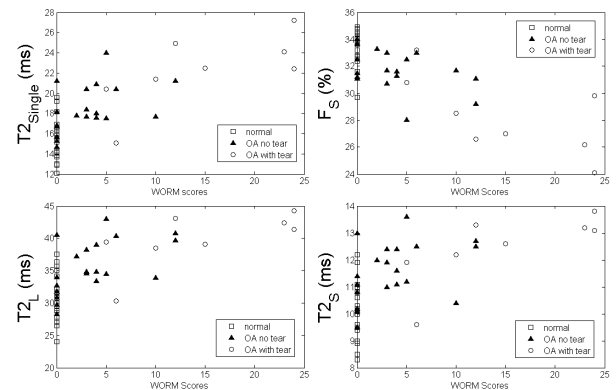 T2Single (ms)
28
26
24
22
20
18
16
14
12
0 5 10 15 20 25
WORM scores
normal
OA no tear
OA with tear
FS (%)
36
34
32
30
28
26
24
0 5 10 15 20 25
WORM Scores
normal
OA no tear
OA with tear
T2L (ms)
50
45
40
35
30
25
20
0 5 10 15 20 25
WORM Scores
normal
OA no tear
OA with tear
T2S (ms)
14
13
12
11
10
9
8
0 5 10 15 20 25
WORM Scores
normal
OA no tear
OA with tear